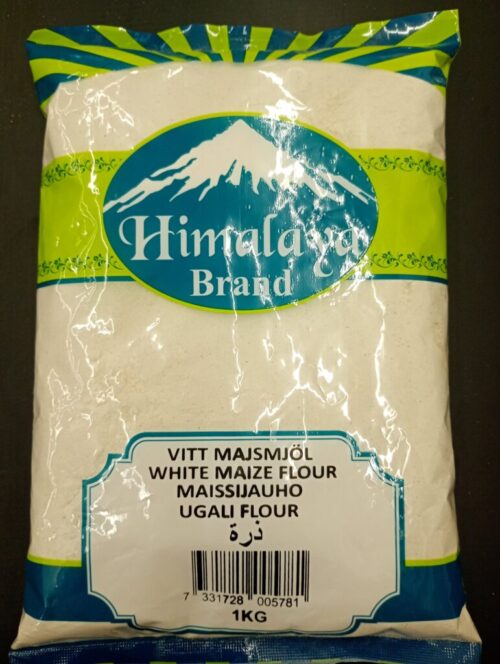 Himalaya
Brand
VITT MAJSMJÖL
WHITE MAIZE FLOUR
MAISSIJAUHO
UGALI FLOUR
ذرة
7 331728 005781
1KG